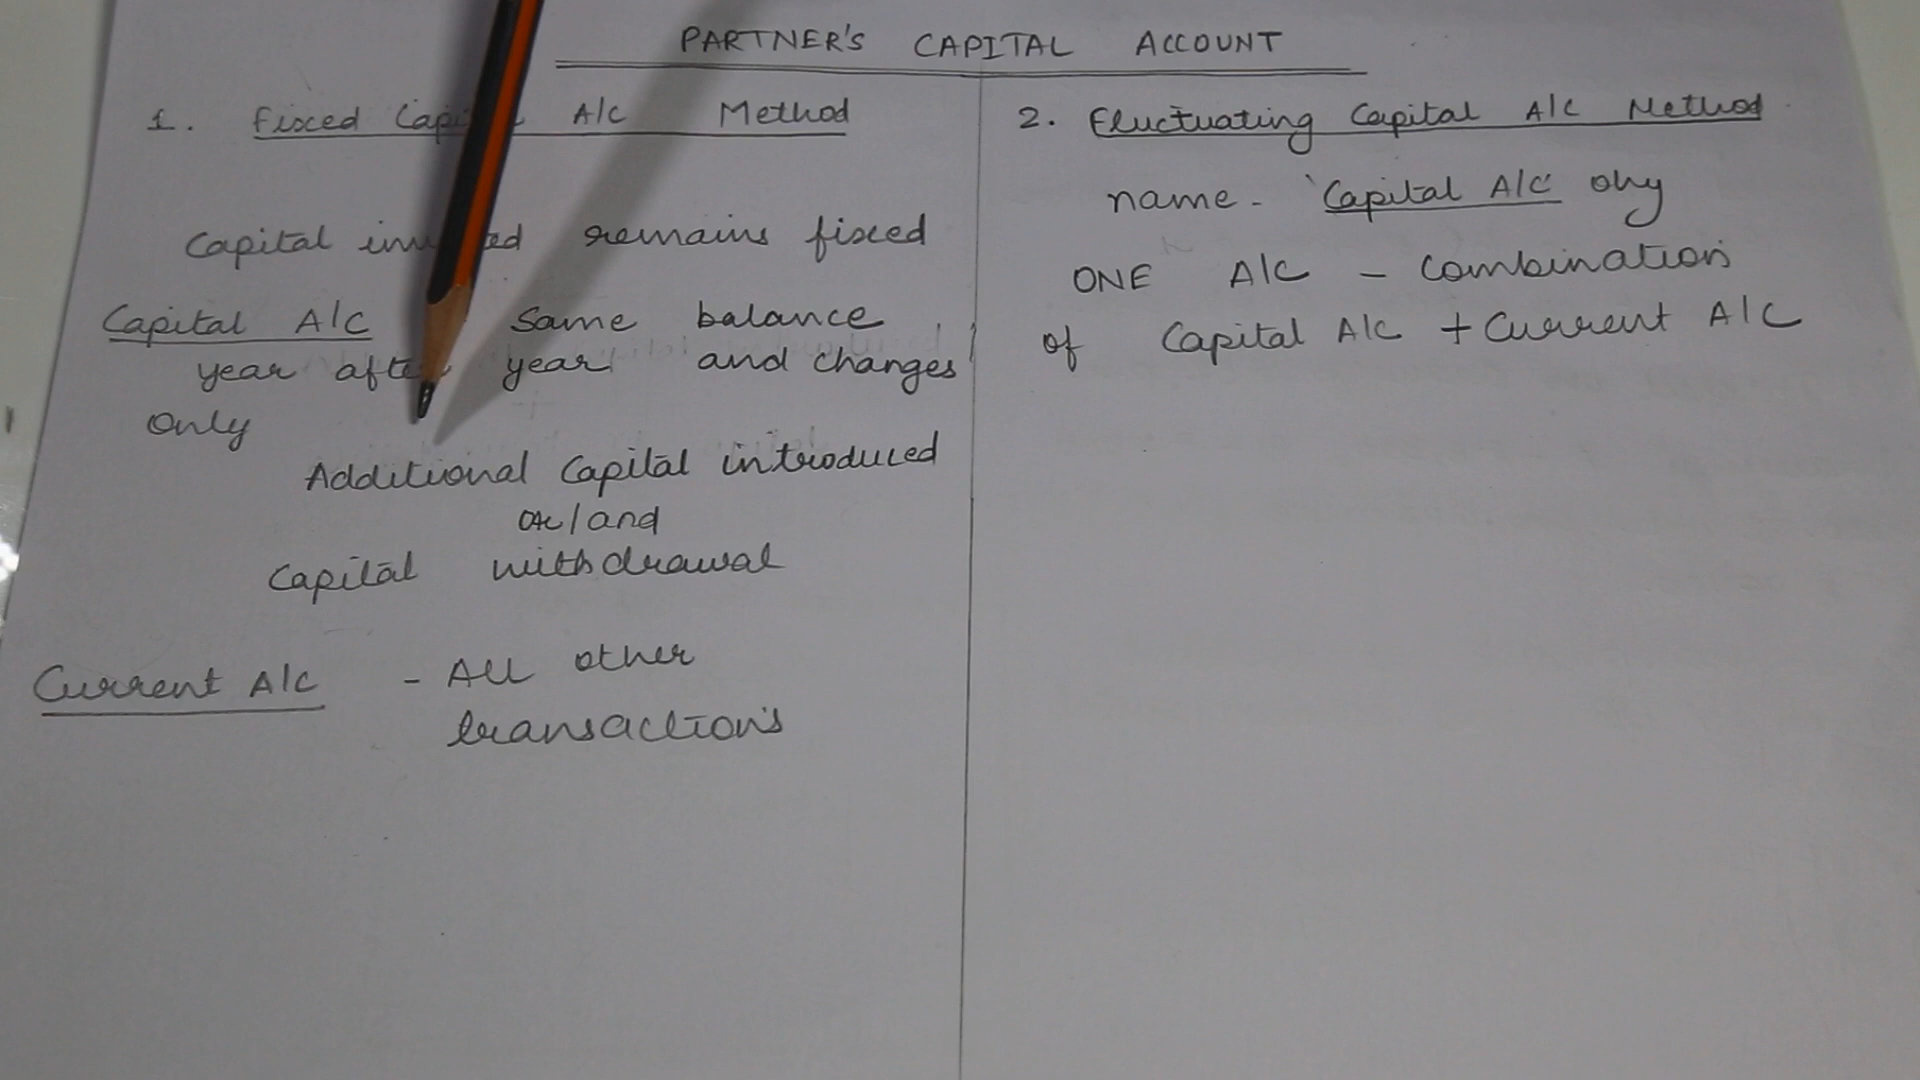 PARTNER'S CAPITAL ACCOUNT
1. Fixed A/c Method
Capital remains fixed
Capital A/C Same balance
year year and changes
Only
Additional Capital introduced
or/and
Capital withdrawal
Current A/C - All other
transactions
2. Fluctuating Capital A/c Method
name - 'Capital A/C' only
ONE A/C - Combination
of Capital A/c + Current A/C